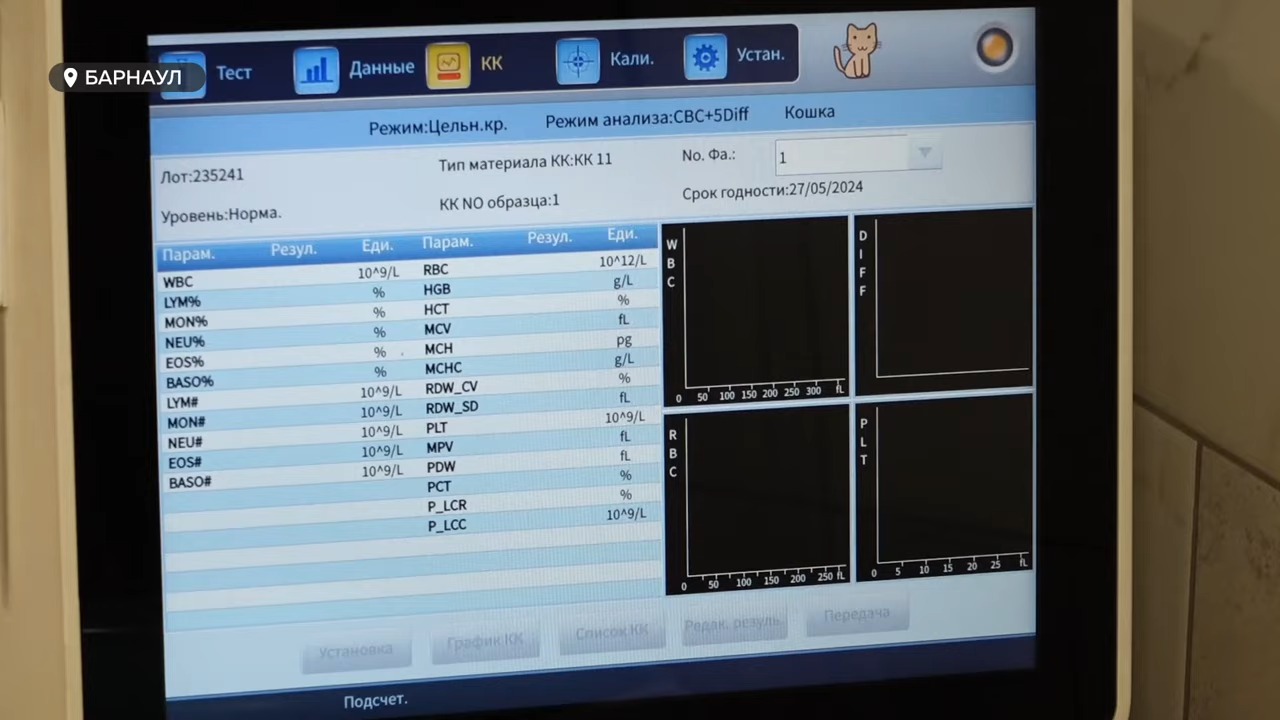 БАРНАУЛ
Тест Данные КК Кали. Устан.
Режим:Цельн.кр. Режим анализа:CBC+5Diff Кошка
Лот:235241 Тип материала КК:КК 11 No. Фа.: 1
Уровень:Норма. КК NO образца:1 Срок годности:27/05/2024
Парам. Резул. Еди. Парам. Резул. Еди.
WBC 10^9/L RBC 10^12/L
LYM% % HGB g/L
MON% % HCT %
NEU% % MCV fL
EOS% % MCH pg
BASO% % MCHC g/L
LYM# 10^9/L RDW_CV %
MON# 10^9/L RDW_SD fL
NEU# 10^9/L PLT 10^9/L
EOS# 10^9/L MPV fL
BASO# 10^9/L PDW fL
PCT %
P_LCR %
P_LCC 10^9/L
WBC
0 50 100 150 200 250 300 fL
DIFF
RBC
0 50 100 150 200 250 fL
PLT
0 5 10 15 20 25 fL
Установка График КК Список КК Редак. резуль. Передача
Подсчет.